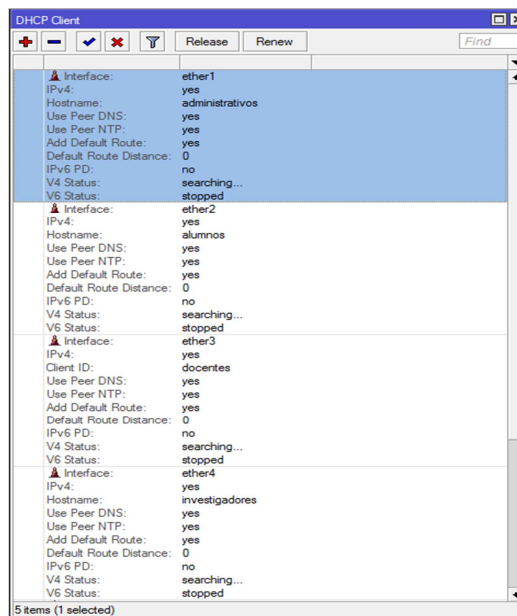 DHCP Client
Release Renew Find
Interface: ether1
IPv4: yes
Hostname: administrativos
Use Peer DNS: yes
Use Peer NTP: yes
Add Default Route: yes
Default Route Distance: 0
IPv6 PD: no
V4 Status: searching...
V6 Status: stopped
Interface: ether2
IPv4: yes
Hostname: alumnos
Use Peer DNS: yes
Use Peer NTP: yes
Add Default Route: yes
Default Route Distance: 0
IPv6 PD: no
V4 Status: searching...
V6 Status: stopped
Interface: ether3
IPv4: yes
Client ID: docentes
Use Peer DNS: yes
Use Peer NTP: yes
Add Default Route: yes
Default Route Distance: 0
IPv6 PD: no
V4 Status: searching...
V6 Status: stopped
Interface: ether4
IPv4: yes
Hostname: investigadores
Use Peer DNS: yes
Use Peer NTP: yes
Add Default Route: yes
Default Route Distance: 0
IPv6 PD: no
V4 Status: searching...
V6 Status: stopped
5 items (1 selected)